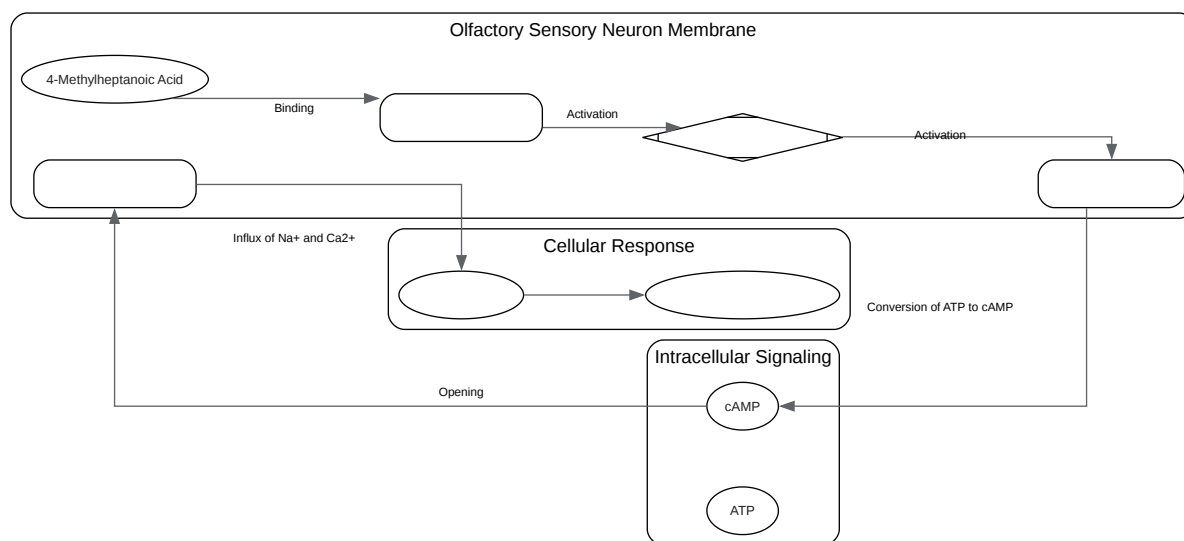 Olfactory Sensory Neuron Membrane
4-Methylheptanoic Acid
Binding
Activation
Activation
Influx of Na+ and Ca2+
Cellular Response
Conversion of ATP to cAMP
Intracellular Signaling
Opening
cAMP
ATP